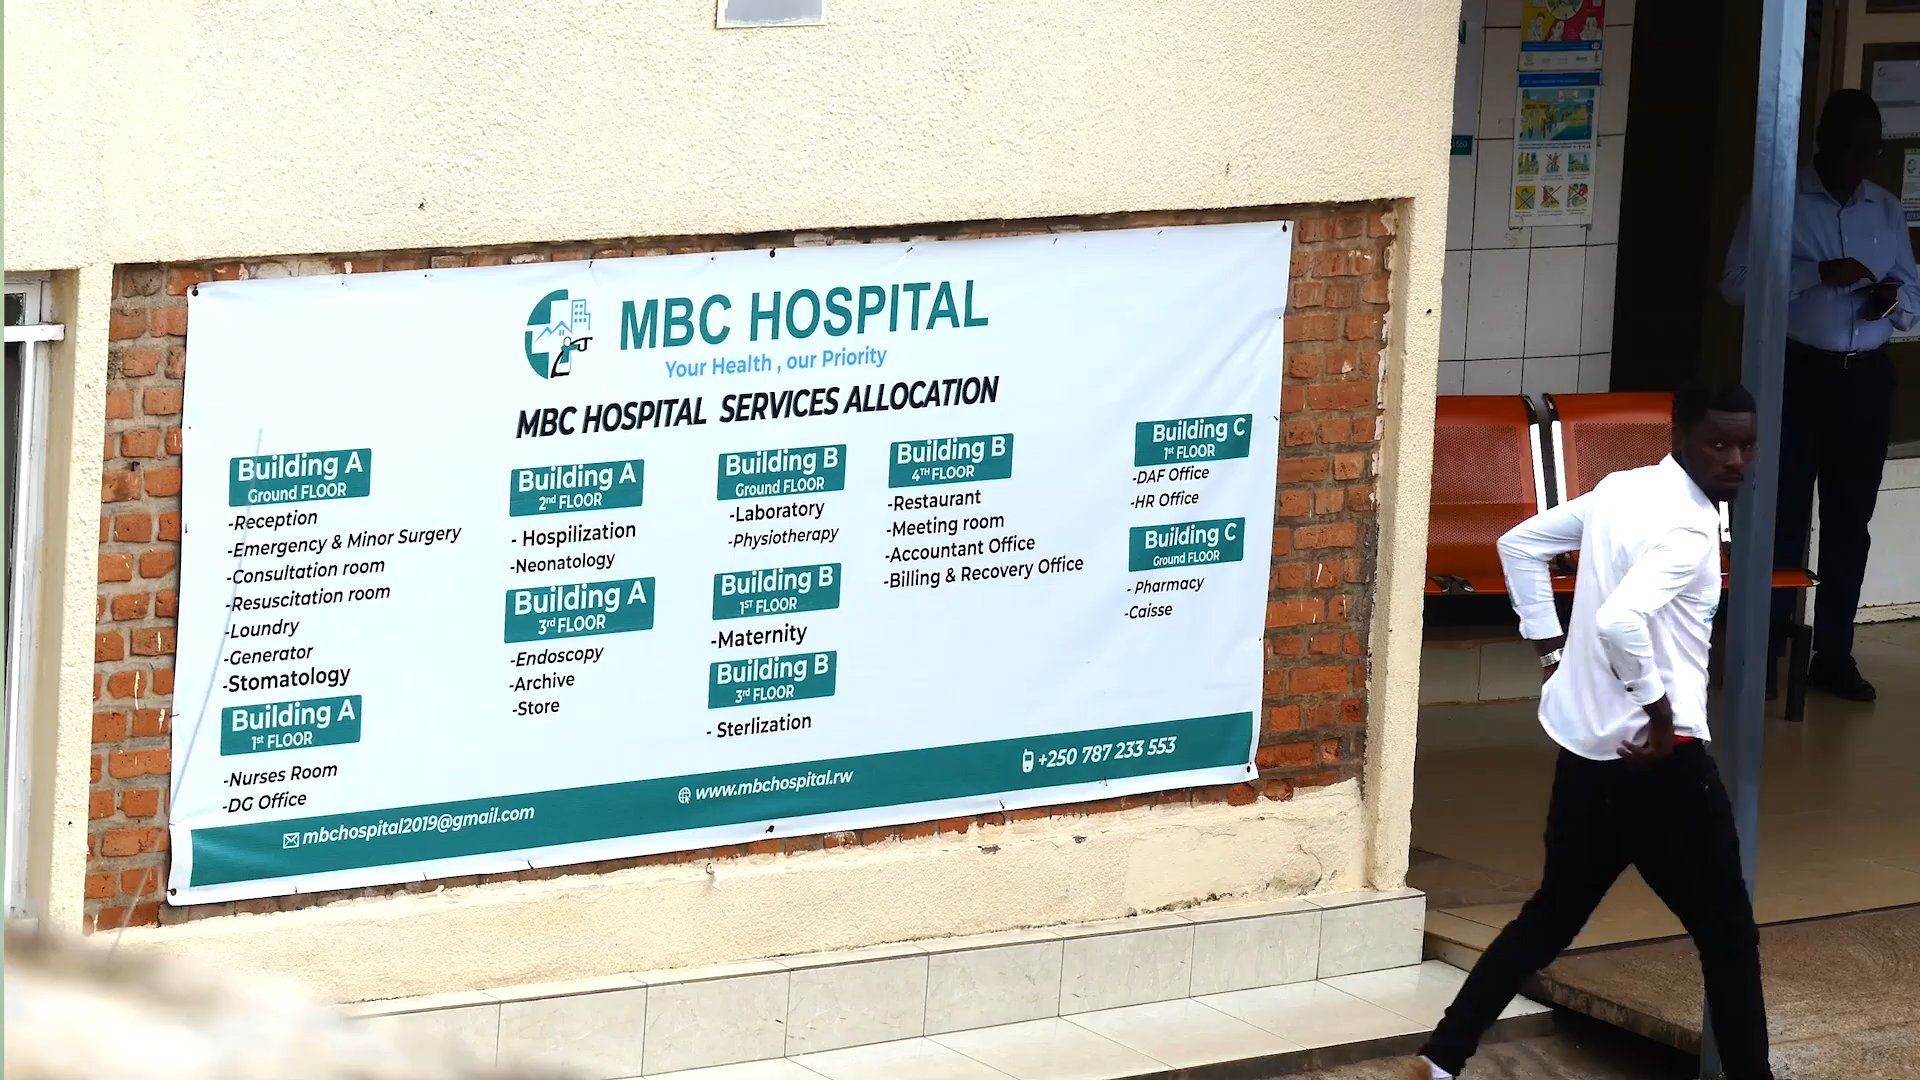 MBC HOSPITAL
Your Health , our Priority
MBC HOSPITAL SERVICES ALLOCATION
Building A
Ground FLOOR
-Reception
-Emergency & Minor Surgery
-Consultation room
-Resuscitation room
-Loundry
-Generator
-Stomatology
Building A
1st FLOOR
-Nurses Room
-DG Office
Building A
2nd FLOOR
- Hospilization
-Neonatology
Building A
3rd FLOOR
-Endoscopy
-Archive
-Store
Building B
Ground FLOOR
-Laboratory
-Physiotherapy
Building B
1ST FLOOR
-Maternity
Building B
3rd FLOOR
- Sterlization
Building B
4TH FLOOR
-Restaurant
-Meeting room
-Accountant Office
-Billing & Recovery Office
Building C
1st FLOOR
-DAF Office
-HR Office
Building C
Ground FLOOR
- Pharmacy
-Caisse
mbchospital2019@gmail.com
www.mbchospital.rw
+250 787 233 553